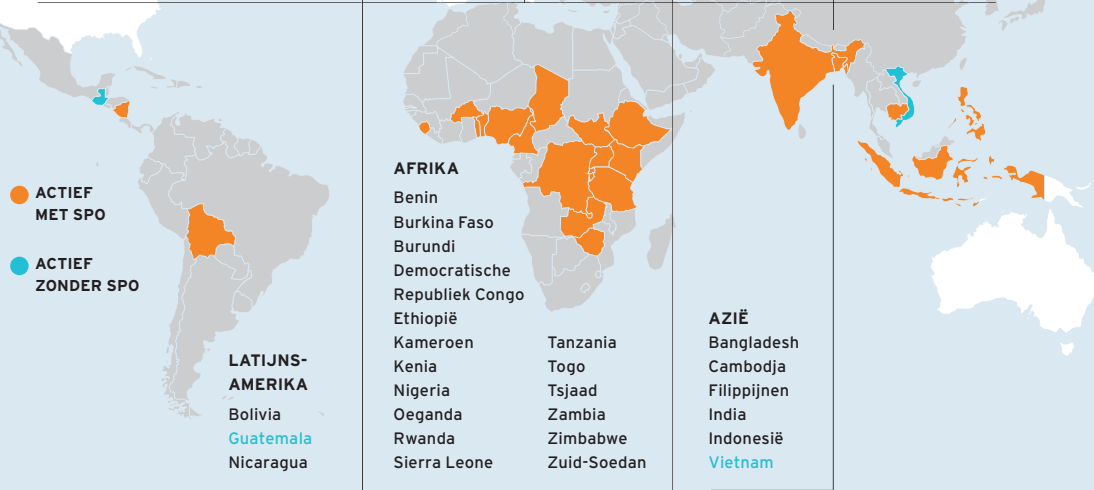 ACTIEF
MET SPO
ACTIEF
ZONDER SPO
LATIJNS-
AMERIKA
Bolivia
Guatemala
Nicaragua
AFRIKA
Benin
Burkina Faso
Burundi
Democratische
Republiek Congo
Ethiopië
Kameroen
Kenia
Nigeria
Oeganda
Rwanda
Sierra Leone
Tanzania
Togo
Tsjaad
Zambia
Zimbabwe
Zuid-Soedan
AZIË
Bangladesh
Cambodja
Filippijnen
India
Indonesië
Vietnam